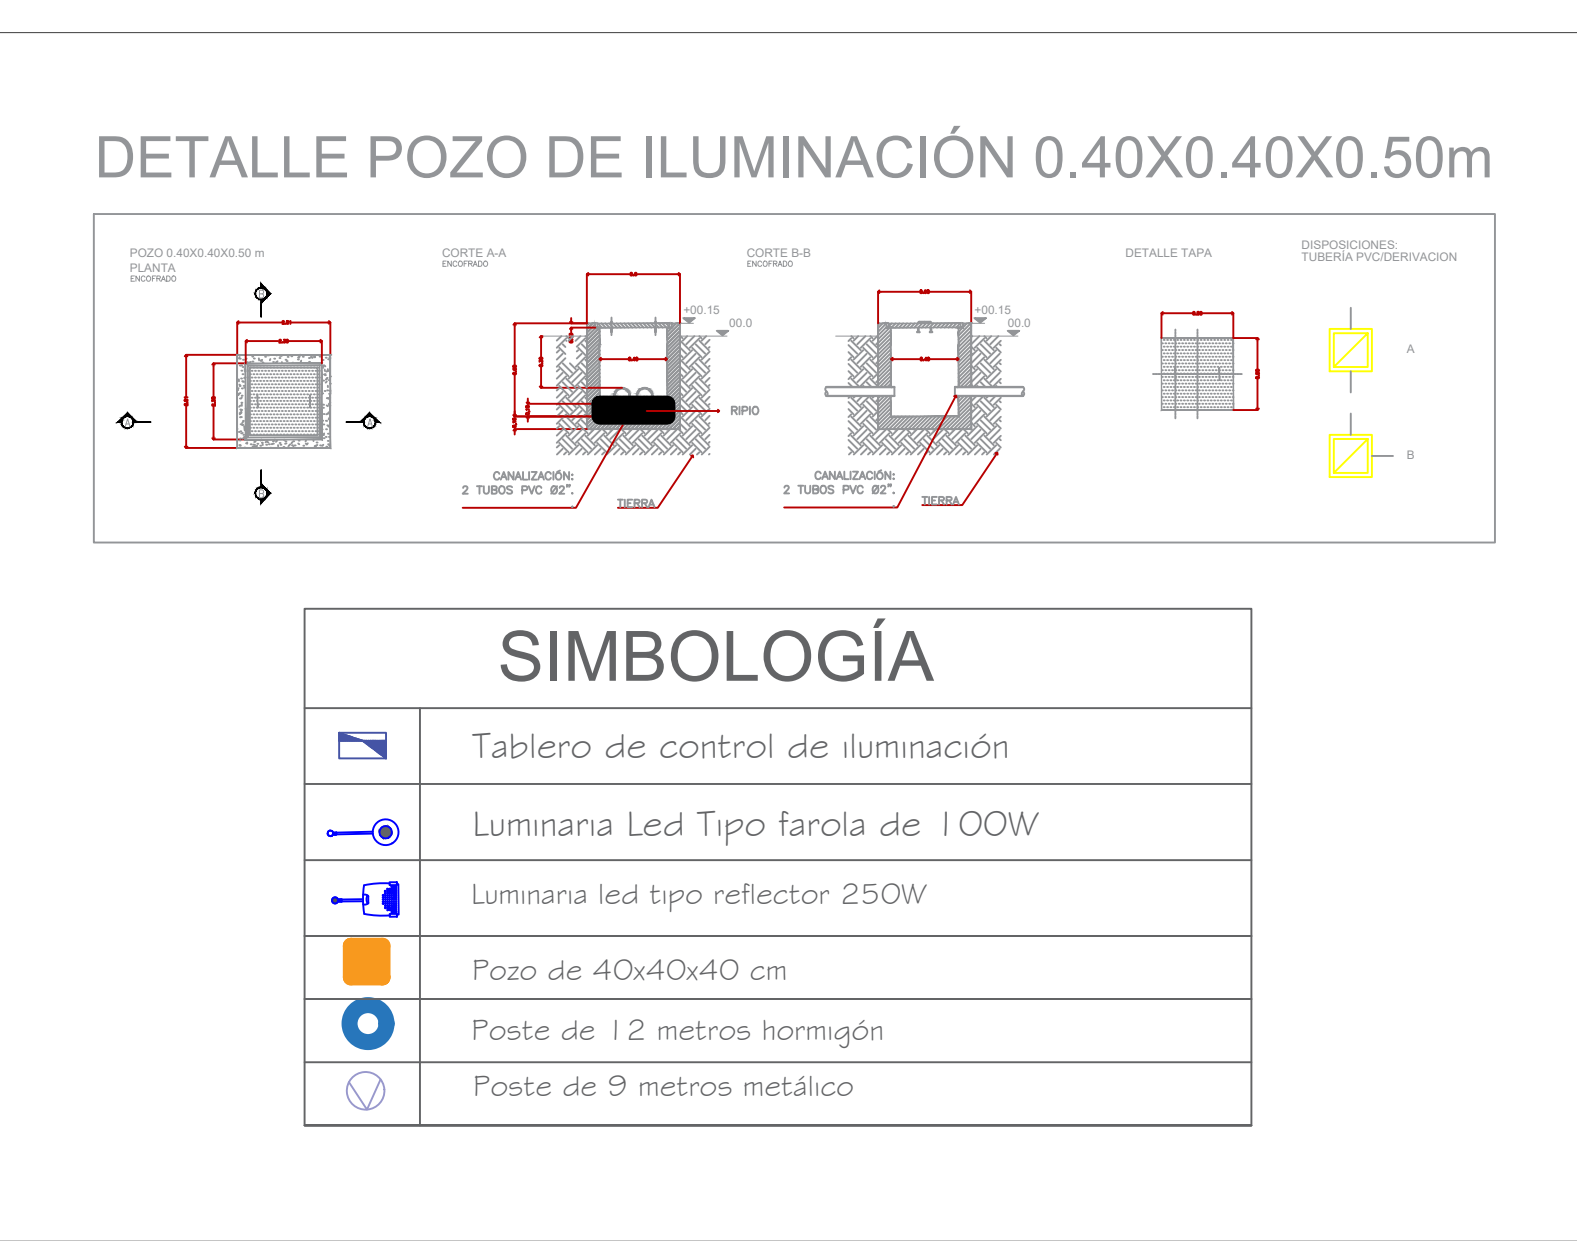 DETALLE POZO DE ILUMINACIÓN 0.40X0.40X0.50m
POZO 0.40X0.40X0.50 m
PLANTA
ENCOFRADO
B
A
A
B
CORTE A-A
ENCOFRADO
+00.15
00.0
RIPIO
CANALIZACIÓN:
2 TUBOS PVC Ø2".
TIERRA
CORTE B-B
ENCOFRADO
+00.15
00.0
CANALIZACIÓN:
2 TUBOS PVC Ø2".
TIERRA
DETALLE TAPA
DISPOSICIONES:
TUBERÍA PVC/DERIVACION
A
B
SIMBOLOGÍA
Tablero de control de iluminación
Luminaria Led Tipo farola de 100W
Luminaria led tipo reflector 250W
Pozo de 40x40x40 cm
Poste de 12 metros hormigón
Poste de 9 metros metálico